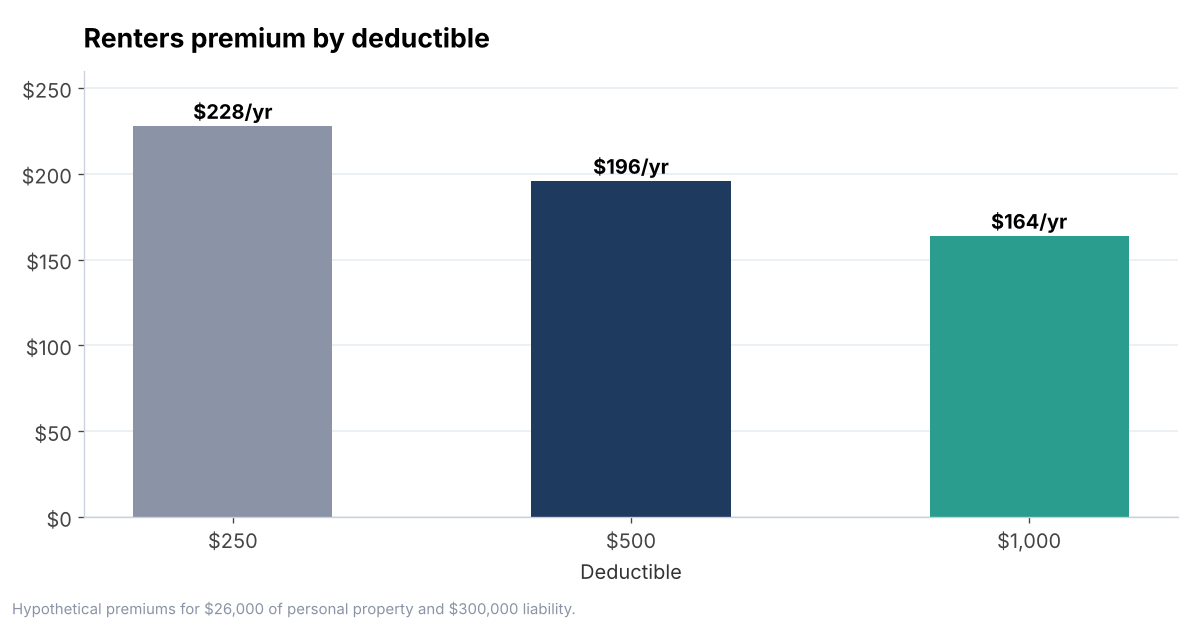 Renters premium by deductible
$250
$200
$150
$100
$50
$0
$228/yr
$196/yr
$164/yr
$250
$500
$1,000
Deductible
Hypothetical premiums for $26,000 of personal property and $300,000 liability.